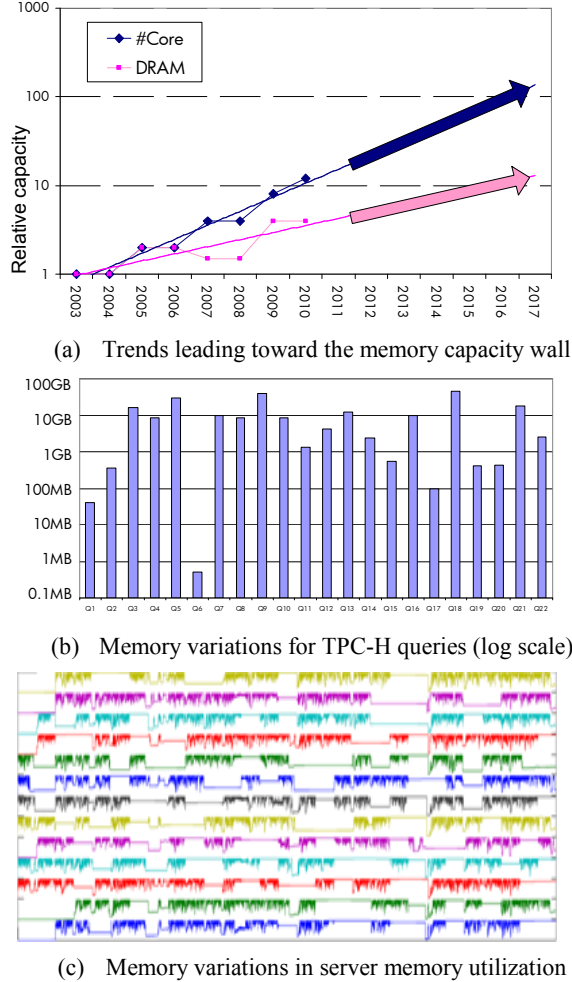 1000
#Core
DRAM
100
10
1
Relative capacity
2003 2004 2005 2006 2007 2008 2009 2010 2011 2012 2013 2014 2015 2016 2017
(a) Trends leading toward the memory capacity wall
100GB
10GB
1GB
100MB
10MB
1MB
0.1MB
Q1 Q2 Q3 Q4 Q5 Q6 Q7 Q8 Q9 Q10 Q11 Q12 Q13 Q14 Q15 Q16 Q17 Q18 Q19 Q20 Q21 Q22
(b) Memory variations for TPC-H queries (log scale)
(c) Memory variations in server memory utilization